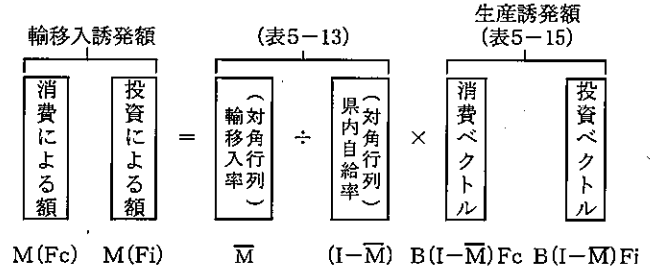 生産誘発額
輸移入誘発額 (表5-13) (表5-15)
消費による額
投資による額
=
輸移入率
(対角行列)
÷
県内自給率
(対角行列)
×
消費ベクトル
投資ベクトル
M(Fc) M(Fi) M̅ (I-M̅) B(I-M̅)Fc B(I-M̅)Fi